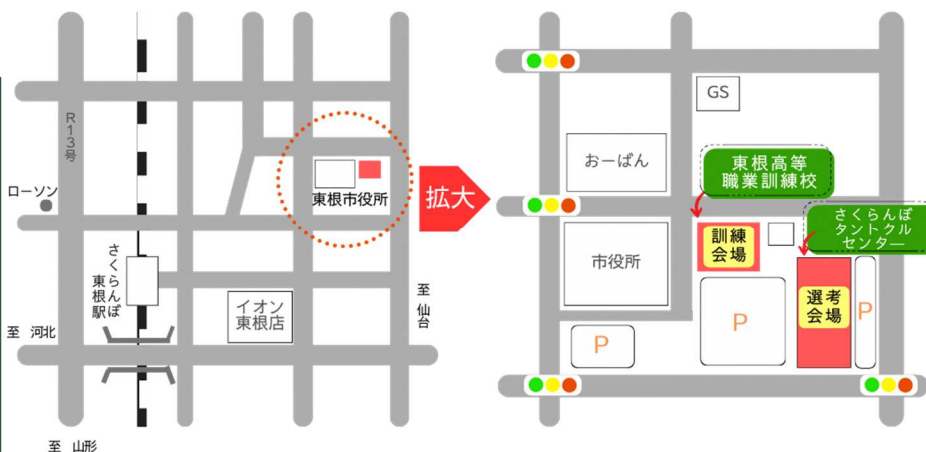 R13号
ローソン
東根市役所
さくらんぼ
東根駅
イオン
東根店
至 仙台
至 河北
至 山形
拡大
GS
おーばん
東根高等
職業訓練校
さくらんぼ
タントクル
センター
訓練
会場
市役所
選考
会場
P
P
P